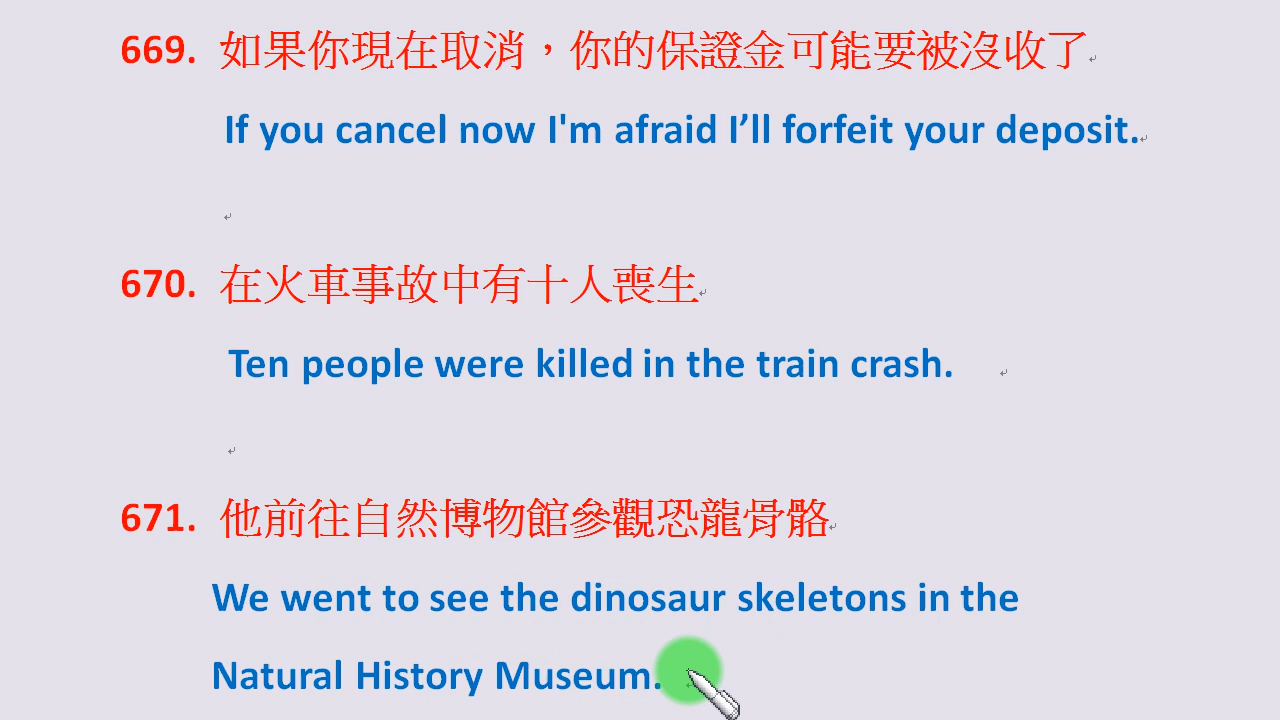 669. 如果你現在取消，你的保證金可能要被沒收了
If you cancel now I'm afraid I’ll forfeit your deposit.
670. 在火車事故中有十人喪生
Ten people were killed in the train crash.
671. 他前往自然博物館參觀恐龍骨骼
We went to see the dinosaur skeletons in the
Natural History Museum.